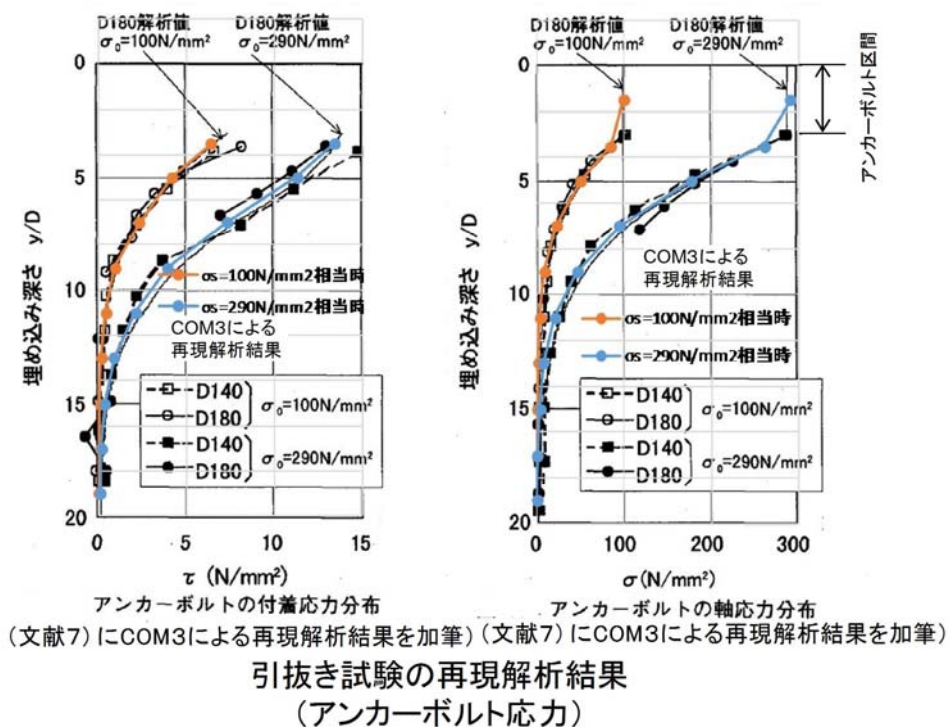 D180解析値
σ₀=100N/mm²
D180解析値
σ₀=290N/mm²
0
5
10
15
20
埋め込み深さ y/D
σs=100N/mm2相当時
σs=290N/mm2相当時
COM3による
再現解析結果
D140
D180
σ₀=100N/mm²
D140
D180
σ₀=290N/mm²
0
5
10
15
τ (N/mm²)
アンカーボルトの付着応力分布
(文献7)にCOM3による再現解析結果を加筆)
D180解析値
σ₀=100N/mm²
D180解析値
σ₀=290N/mm²
アンカーボルト区間
0
5
10
15
20
埋め込み深さ y/D
COM3による
再現解析結果
σs=100N/mm2相当時
σs=290N/mm2相当時
D140
D180
σ₀=100N/mm²
D140
D180
σ₀=290N/mm²
0
100
200
300
σ(N/mm²)
アンカーボルトの軸応力分布
(文献7)にCOM3による再現解析結果を加筆)
引抜き試験の再現解析結果
(アンカーボルト応力)